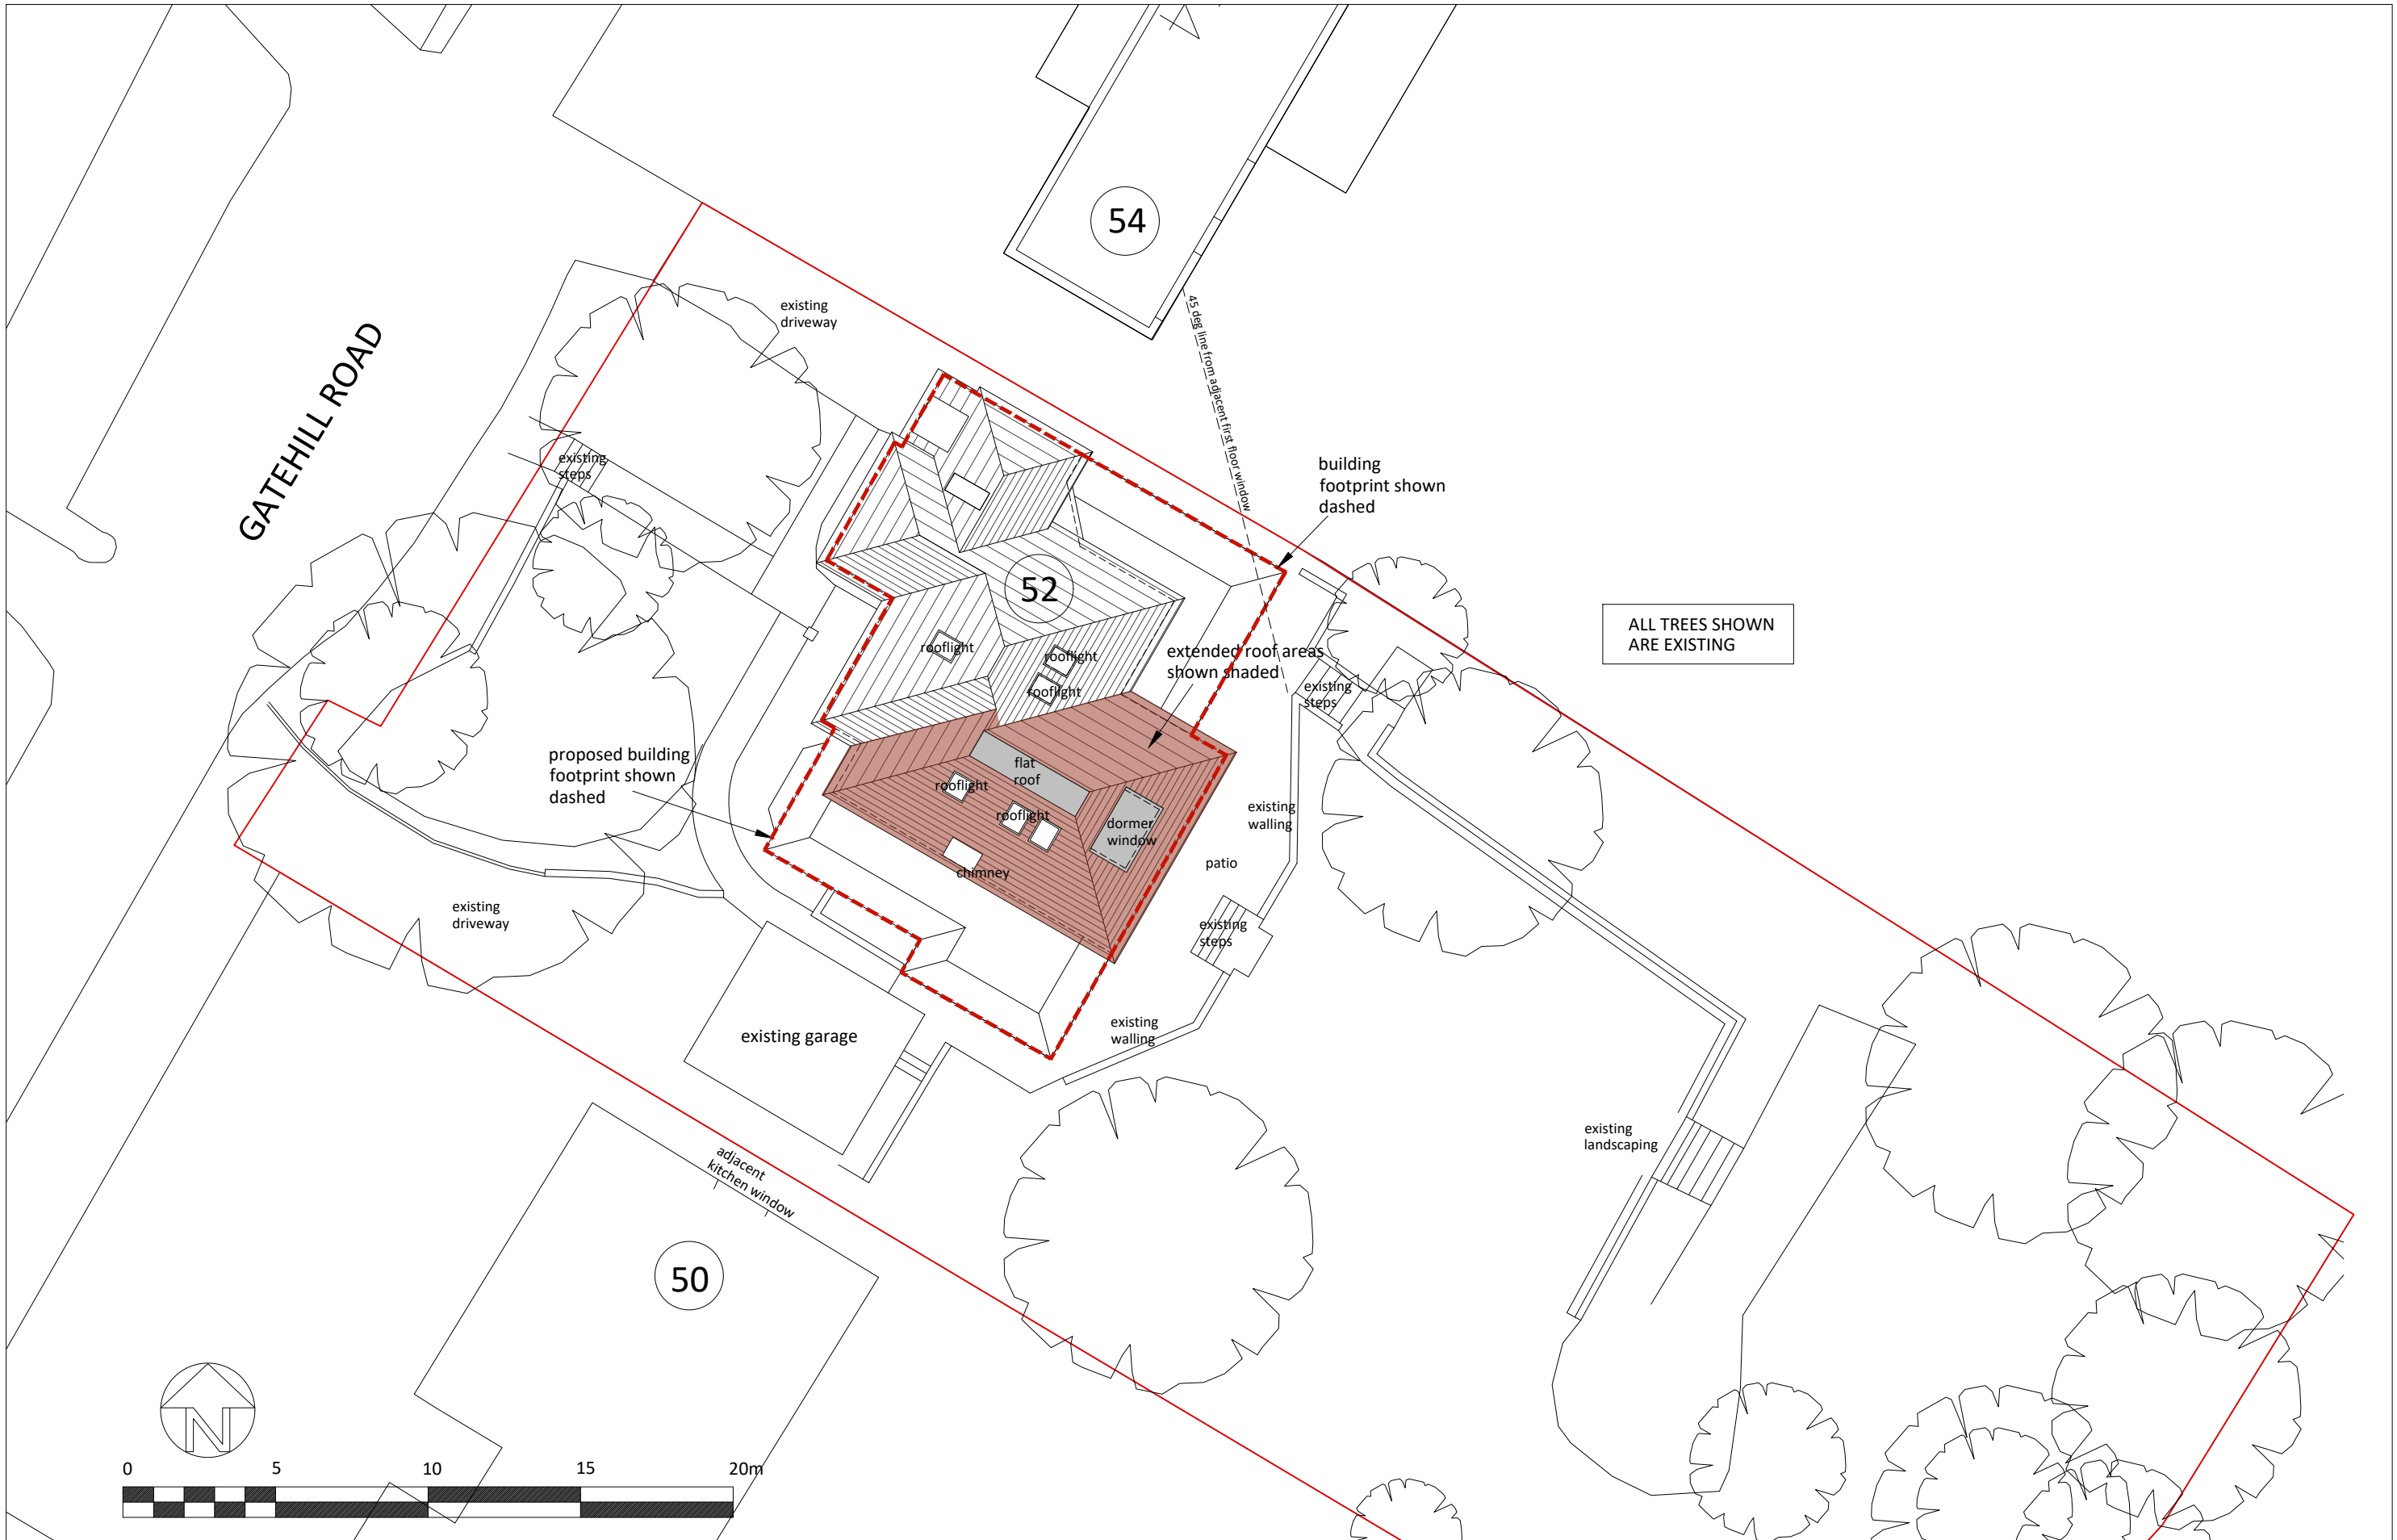 54
existing
driveway
GATEHILL ROAD
45 deg line from adjacent first floor window
existing
steps
building
footprint shown
dashed
52
ALL TREES SHOWN
ARE EXISTING
rooflight
rooflight
rooflight
extended roof areas
shown shaded
existing
steps
proposed building
footprint shown
dashed
flat
roof
rooflight
rooflight
dormer
window
existing
walling
patio
chimney
existing
driveway
existing
steps
existing garage
existing
walling
existing
landscaping
adjacent
kitchen window
50
N
0 5 10 15 20m